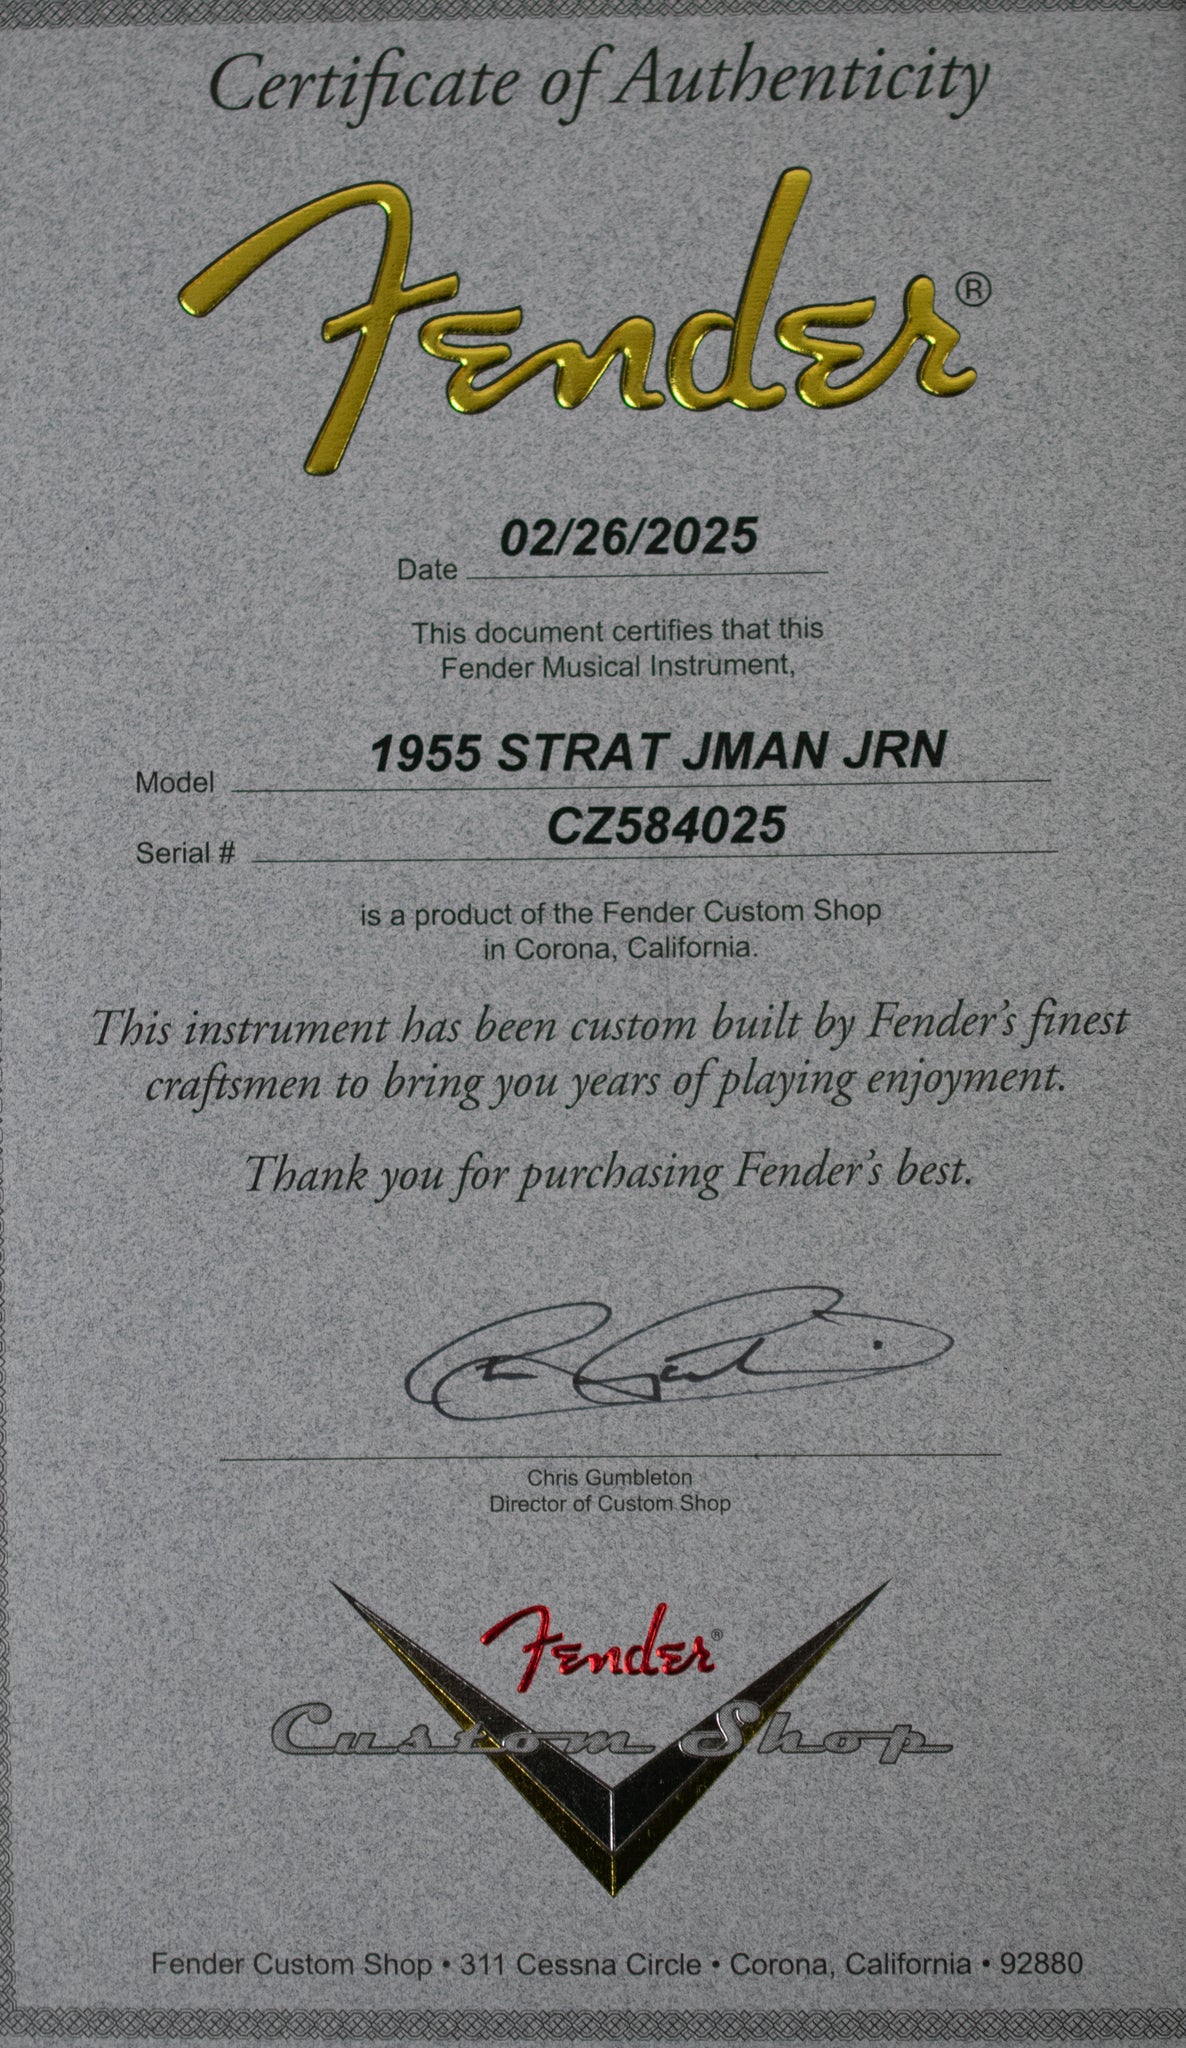 Certificate of Authenticity
Fender®
Date 02/26/2025
This document certifies that this
Fender Musical Instrument,
Model 1955 STRAT JMAN JRN
Serial # CZ584025
is a product of the Fender Custom Shop
in Corona, California.
This instrument has been custom built by Fender's finest
craftsmen to bring you years of playing enjoyment.
Thank you for purchasing Fender's best.
Chris Gumbleton
Director of Custom Shop
Fender®
Custom Shop
Fender Custom Shop • 311 Cessna Circle • Corona, California • 92880